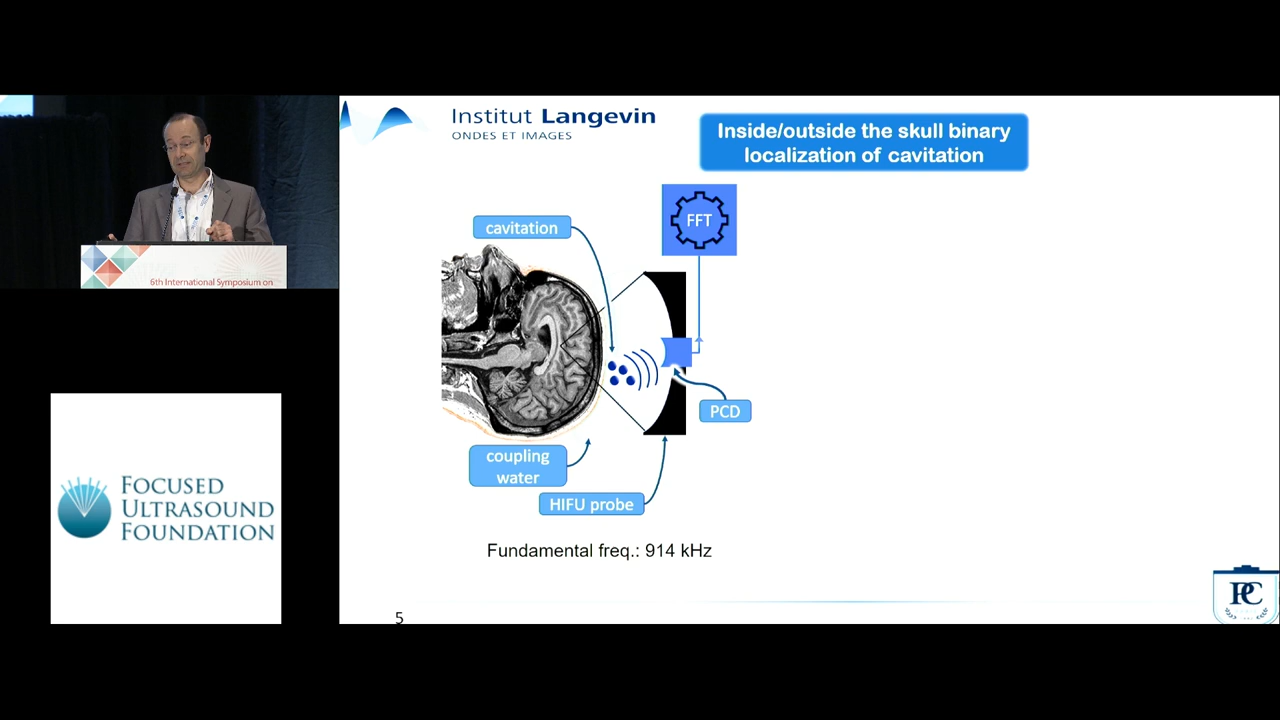 6th International Symposium on
FOCUSED
ULTRASOUND
FOUNDATION
Institut Langevin
ONDES ET IMAGES
Inside/outside the skull binary
localization of cavitation
FFT
cavitation
PCD
coupling
water
HIFU probe
Fundamental freq.: 914 kHz
5
PC